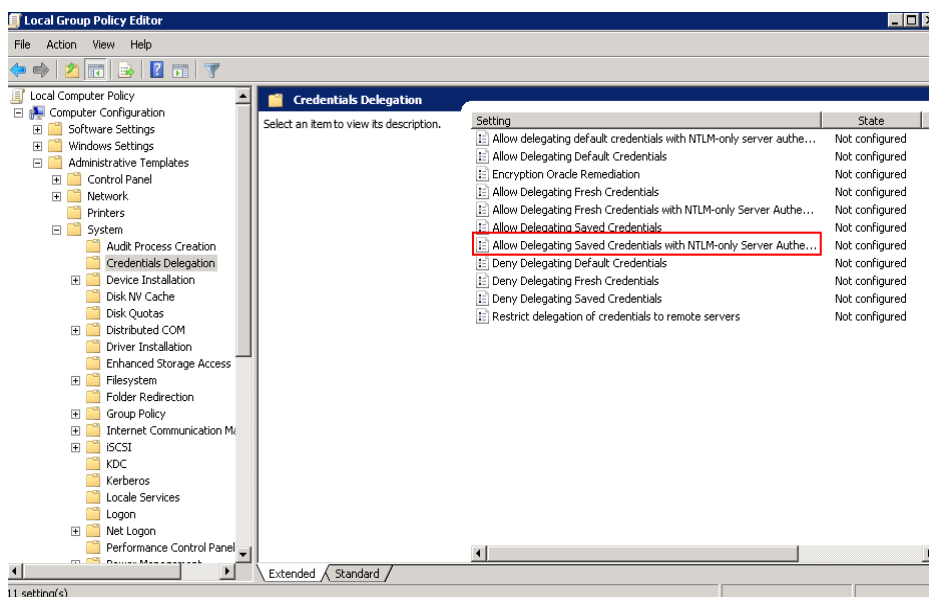 Local Group Policy Editor
File Action View Help
Local Computer Policy
Computer Configuration
Software Settings
Windows Settings
Administrative Templates
Control Panel
Network
Printers
System
Audit Process Creation
Credentials Delegation
Device Installation
Disk NV Cache
Disk Quotas
Distributed COM
Driver Installation
Enhanced Storage Access
Filesystem
Folder Redirection
Group Policy
Internet Communication Ma
iSCSI
KDC
Kerberos
Locale Services
Logon
Net Logon
Performance Control Panel
Power Management
Credentials Delegation
Select an item to view its description.
Setting State
Allow delegating default credentials with NTLM-only server authe... Not configured
Allow Delegating Default Credentials Not configured
Encryption Oracle Remediation Not configured
Allow Delegating Fresh Credentials Not configured
Allow Delegating Fresh Credentials with NTLM-only Server Authe... Not configured
Allow Delegating Saved Credentials Not configured
Allow Delegating Saved Credentials with NTLM-only Server Authe... Not configured
Deny Delegating Default Credentials Not configured
Deny Delegating Fresh Credentials Not configured
Deny Delegating Saved Credentials Not configured
Restrict delegation of credentials to remote servers Not configured
Extended Standard
11 setting(s)